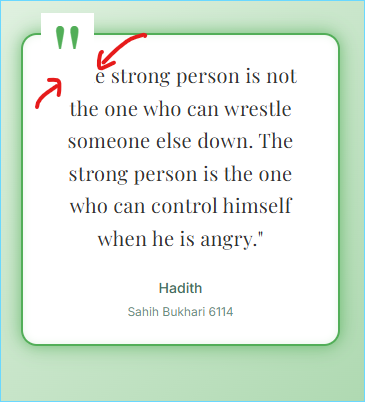 "
e strong person is not
the one who can wrestle
someone else down. The
strong person is the one
who can control himself
when he is angry."
Hadith
Sahih Bukhari 6114